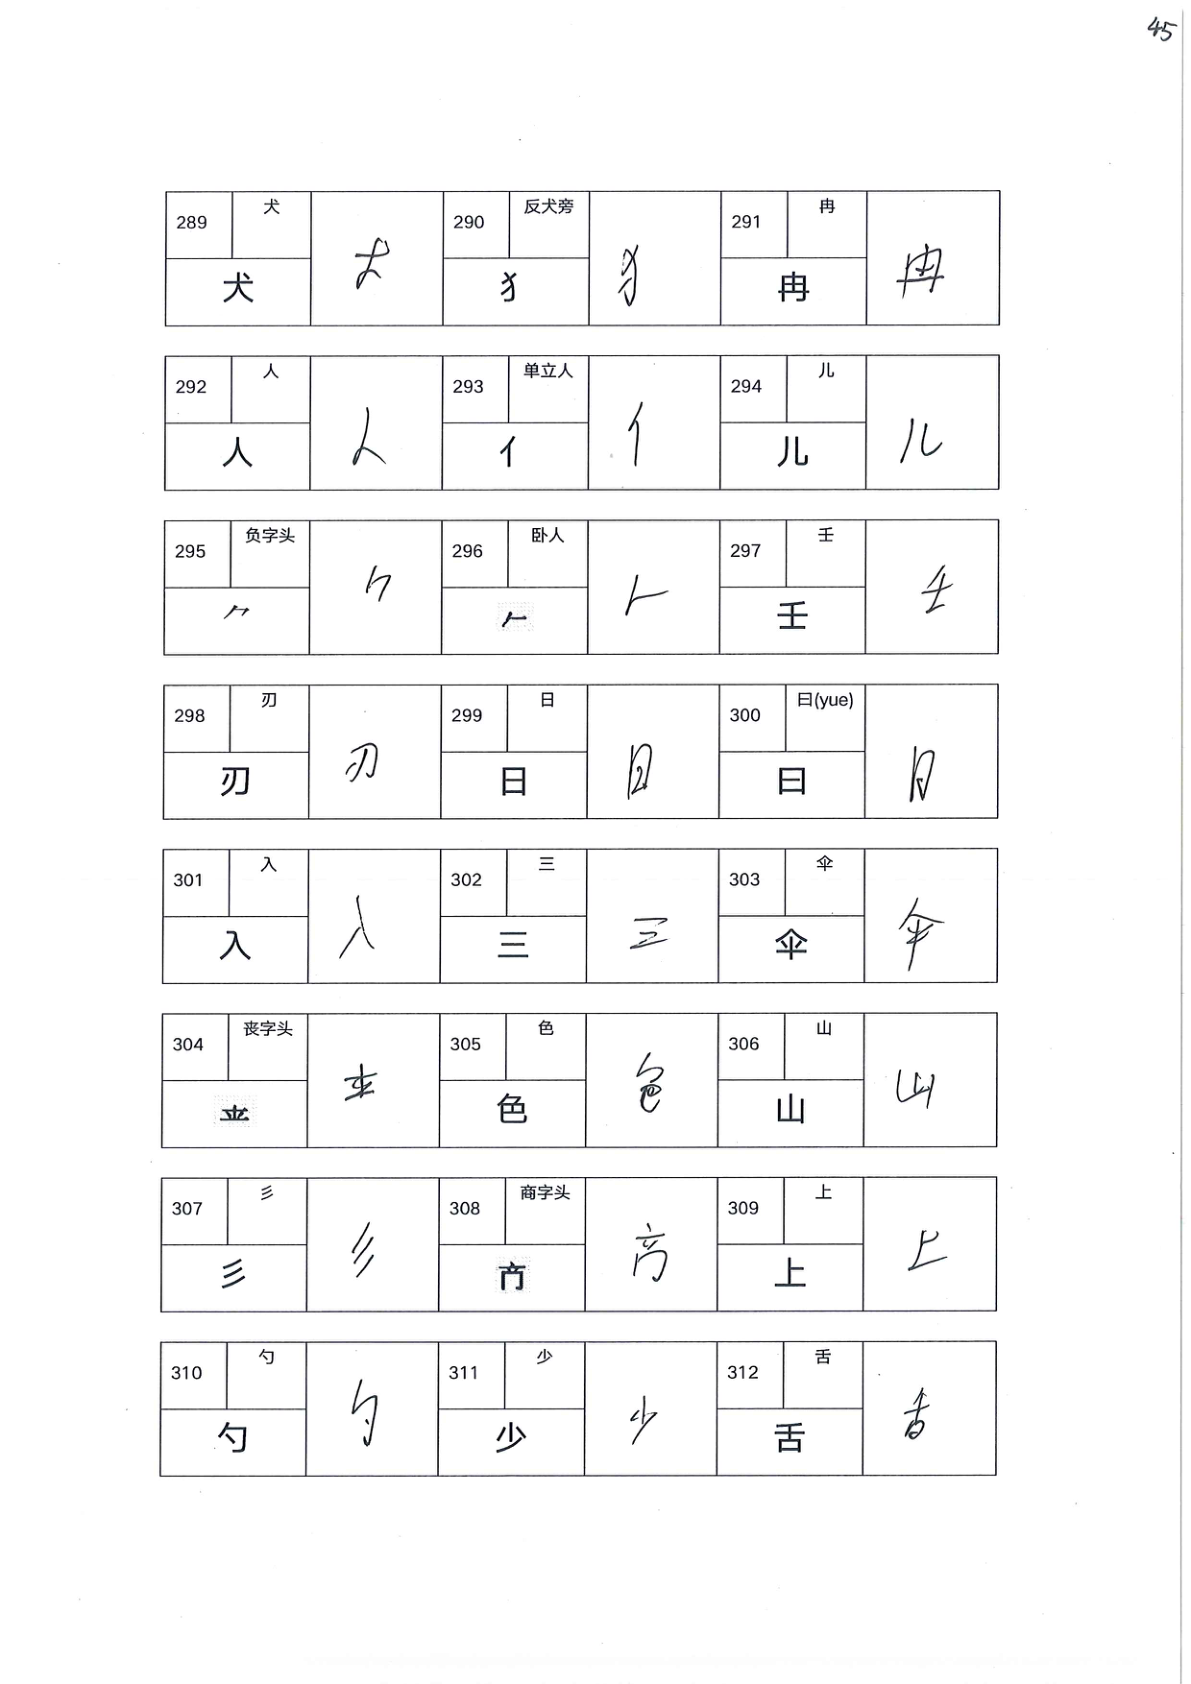 45
289 犬 犬 犬
290 反犬旁 犭 犭
291 冉 冉 冉
292 人 人 人
293 单立人 亻 亻
294 儿 儿 儿
295 负字头 ⺈ ⺈
296 卧人 𠂉 𠂉
297 壬 壬 壬
298 刃 刃 刃
299 日 日 日
300 曰(yue) 曰 曰
301 入 入 入
302 三 三 三
303 伞 伞 伞
304 丧字头
305 色 色 色
306 山 山 山
307 彡 彡 彡
308 商字头
309 上 上 上
310 勺 勺 勺
311 少 少 少
312 舌 舌 舌